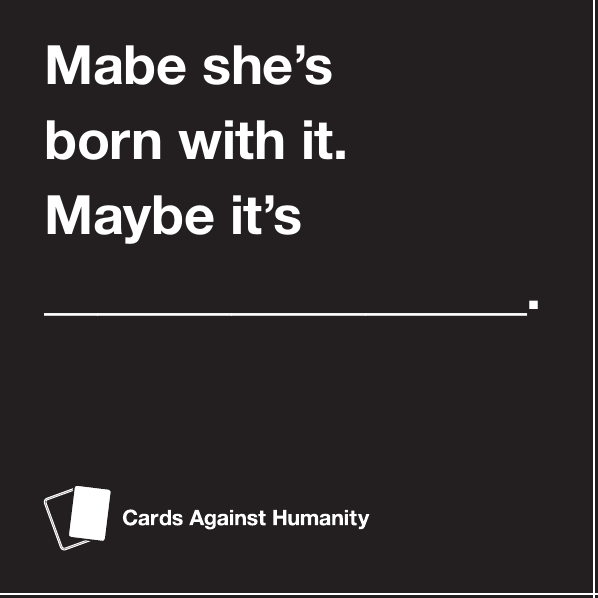 Mabe she’s
born with it.
Maybe it’s
__________________.
Cards Against Humanity